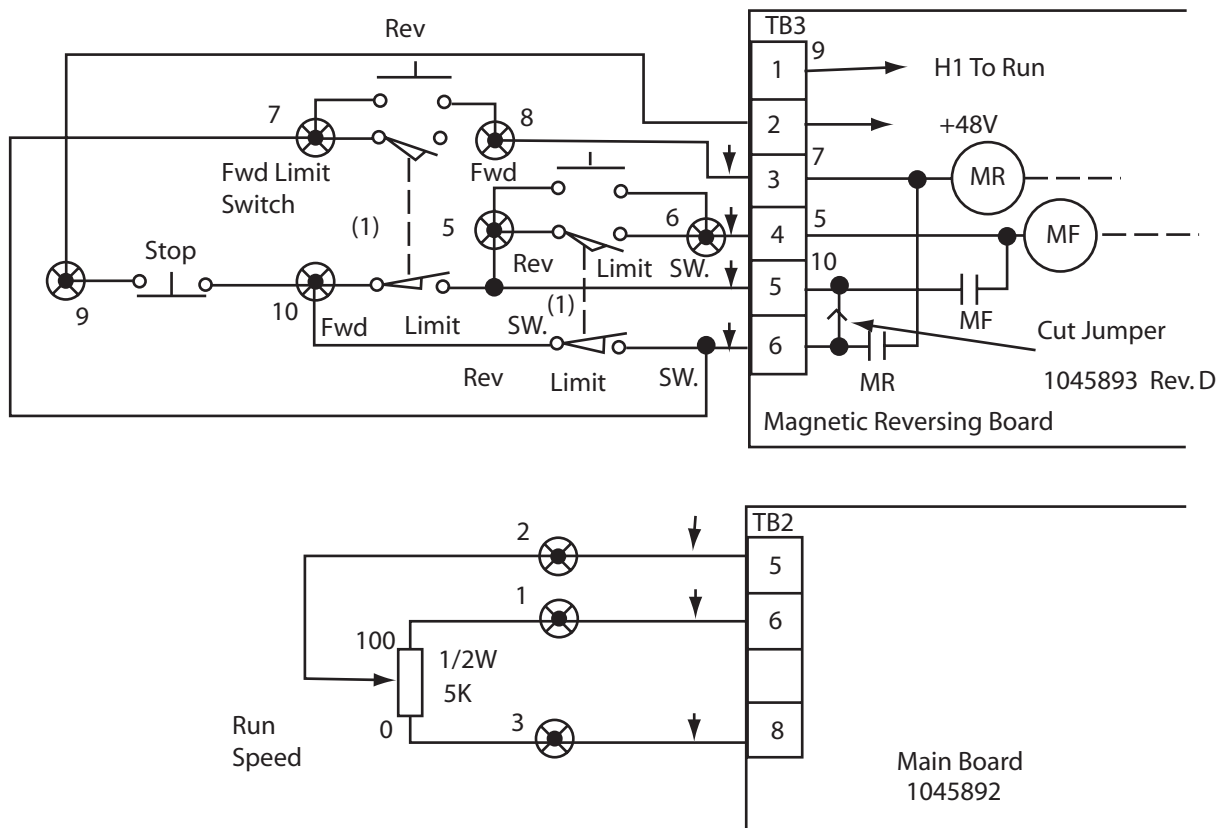 Rev
TB3
1
9
H1 To Run
2
+48V
7
8
Fwd Limit
Switch
Fwd
3
7
MR
(1)
5
6
4
5
MF
Stop
Rev
Limit
SW.
5
10
9
10
(1)
Fwd
Limit
SW.
MF
Cut Jumper
6
MR
1045893 Rev. D
Rev
Limit
SW.
Magnetic Reversing Board
TB2
2
5
1
6
100
1/2W
5K
0
3
8
Run
Speed
Main Board
1045892